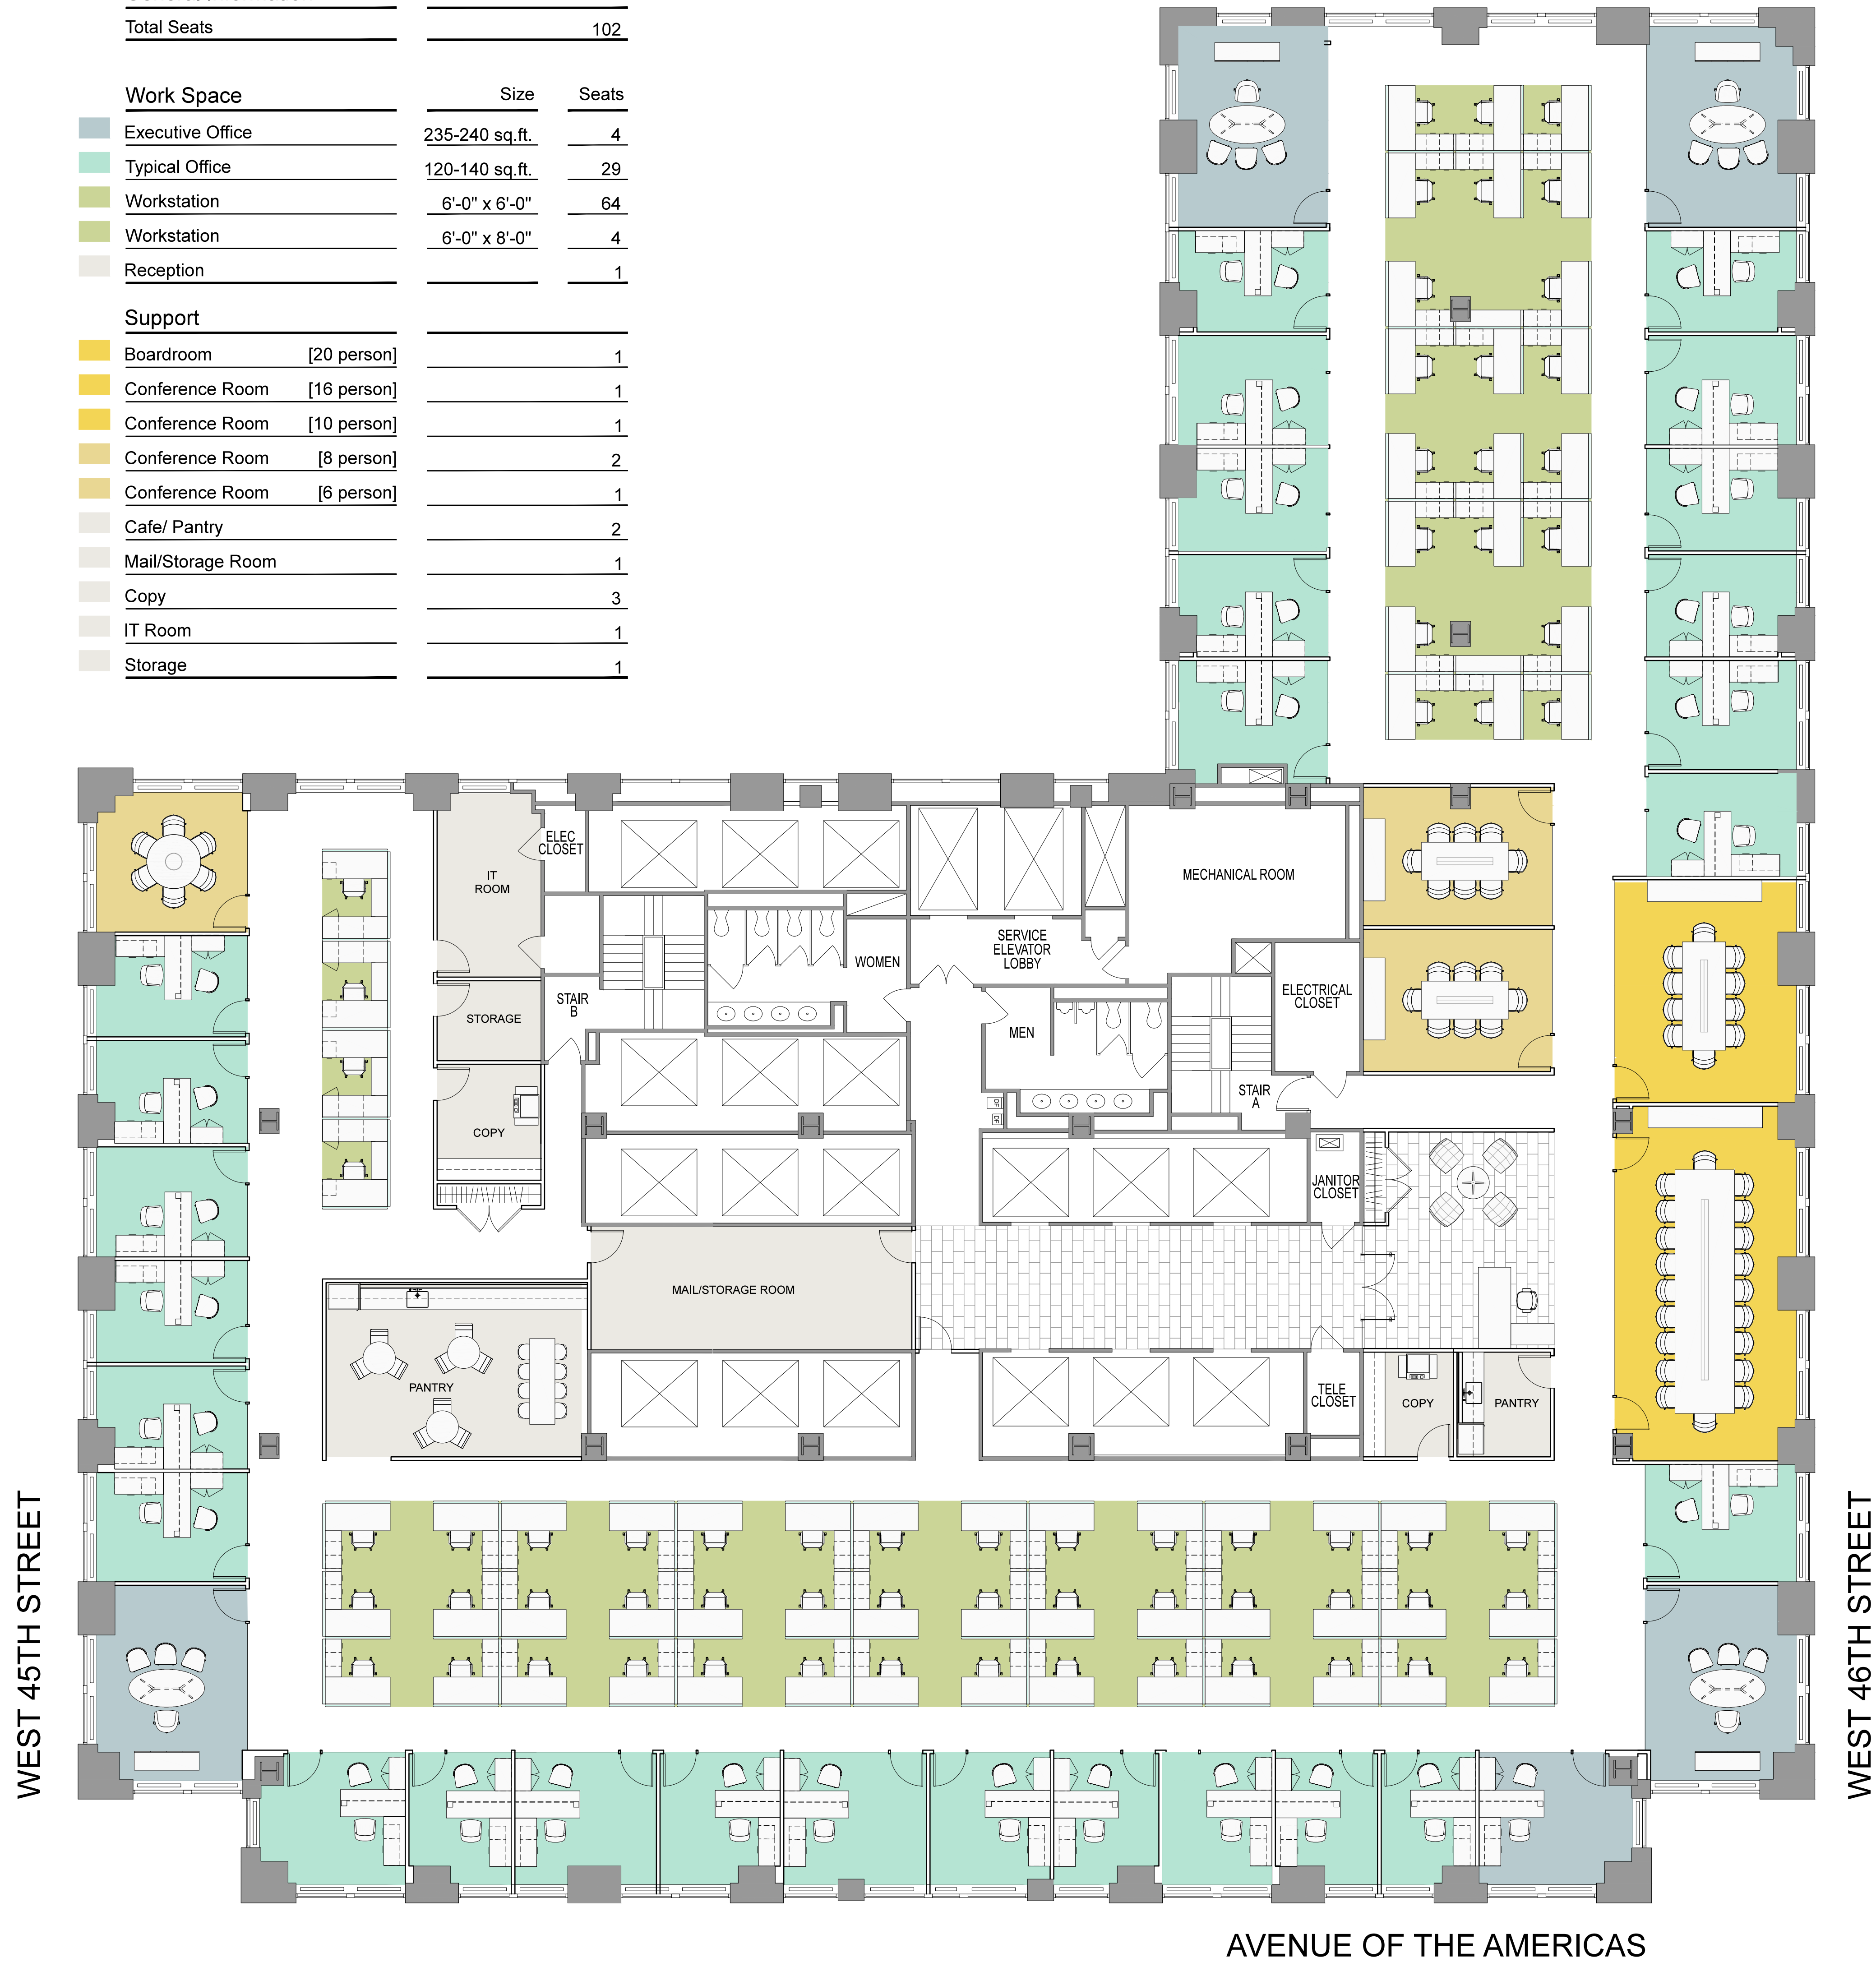 Total Seats 102
Work Space Size Seats
Executive Office 235-240 sq.ft. 4
Typical Office 120-140 sq.ft. 29
Workstation 6'-0" x 6'-0" 64
Workstation 6'-0" x 8'-0" 4
Reception 1
Support
Boardroom [20 person] 1
Conference Room [16 person] 1
Conference Room [10 person] 1
Conference Room [8 person] 2
Conference Room [6 person] 1
Cafe/ Pantry 2
Mail/Storage Room 1
Copy 3
IT Room 1
Storage 1
ELEC
CLOSET
IT
ROOM
MECHANICAL ROOM
SERVICE
ELEVATOR
LOBBY
WOMEN
STAIR
B
STORAGE
ELECTRICAL
CLOSET
MEN
STAIR
A
COPY
JANITOR
CLOSET
MAIL/STORAGE ROOM
PANTRY
TELE
CLOSET
COPY
PANTRY
WEST 45TH STREET
WEST 46TH STREET
AVENUE OF THE AMERICAS